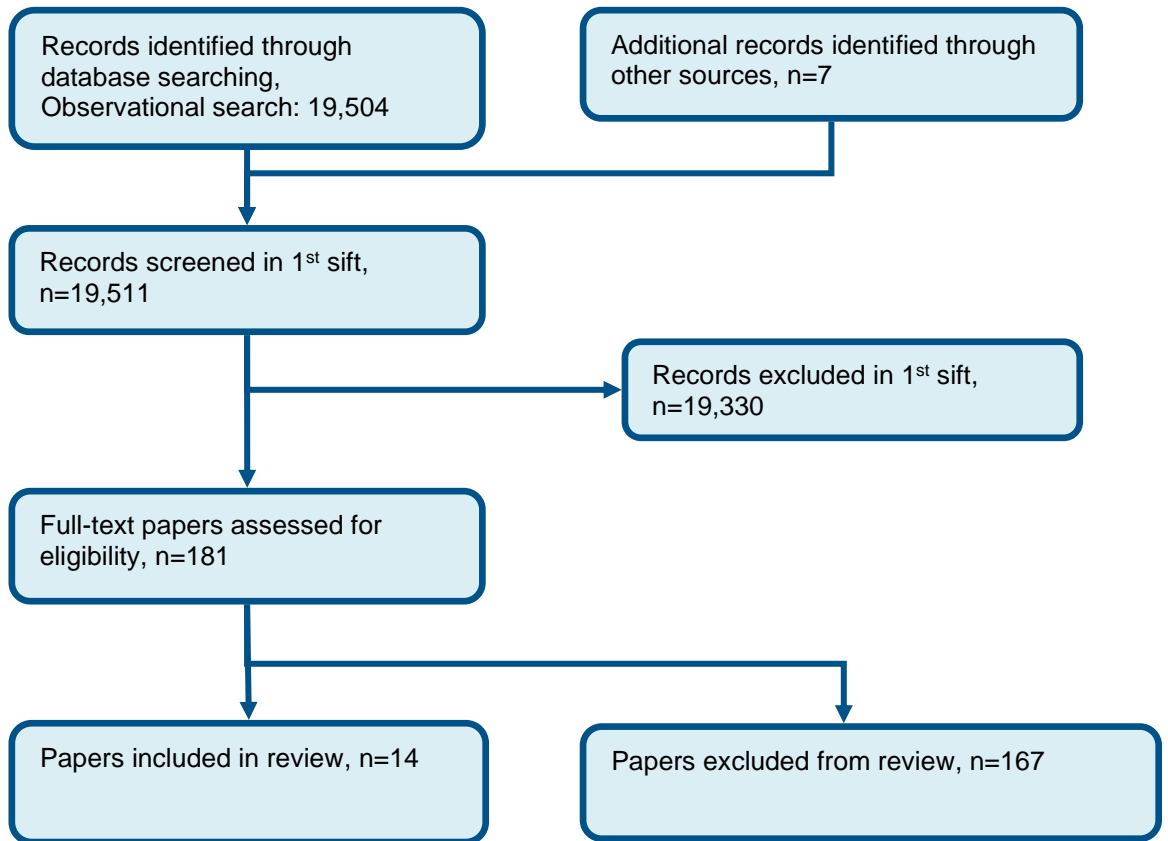 Records identified through
database searching,
Observational search: 19,504
Additional records identified through
other sources, n=7
Records screened in 1st sift,
n=19,511
Records excluded in 1st sift,
n=19,330
Full-text papers assessed for
eligibility, n=181
Papers included in review, n=14
Papers excluded from review, n=167